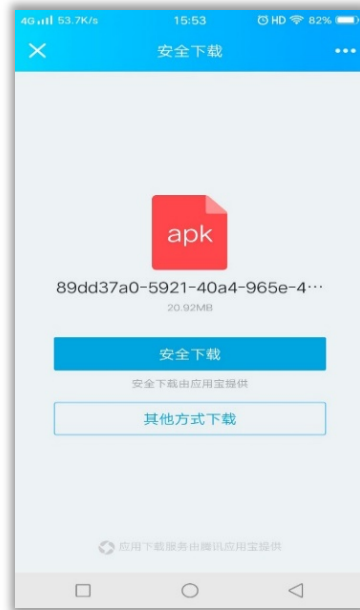 4G 53.7K/s 15:53 HD 82%
安全下载
apk
89dd37a0-5921-40a4-965e-4···
20.92MB
安全下载
安全下载由应用宝提供
其他方式下载
应用下载服务由腾讯应用宝提供